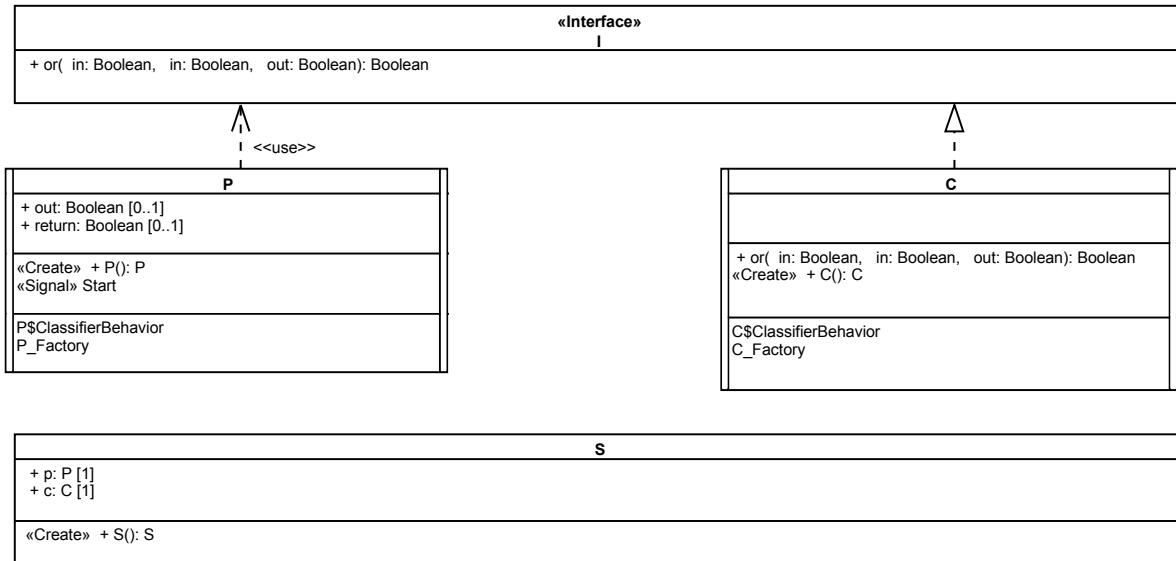 «Interface»
I
+ or(  in: Boolean,   in: Boolean,   out: Boolean): Boolean
<<use>>
P
+ out: Boolean [0..1]
+ return: Boolean [0..1]
«Create»  + P(): P
«Signal» Start
P$ClassifierBehavior
P_Factory
C
+ or(  in: Boolean,   in: Boolean,   out: Boolean): Boolean
«Create»  + C(): C
C$ClassifierBehavior
C_Factory
S
+ p: P [1]
+ c: C [1]
«Create»  + S(): S